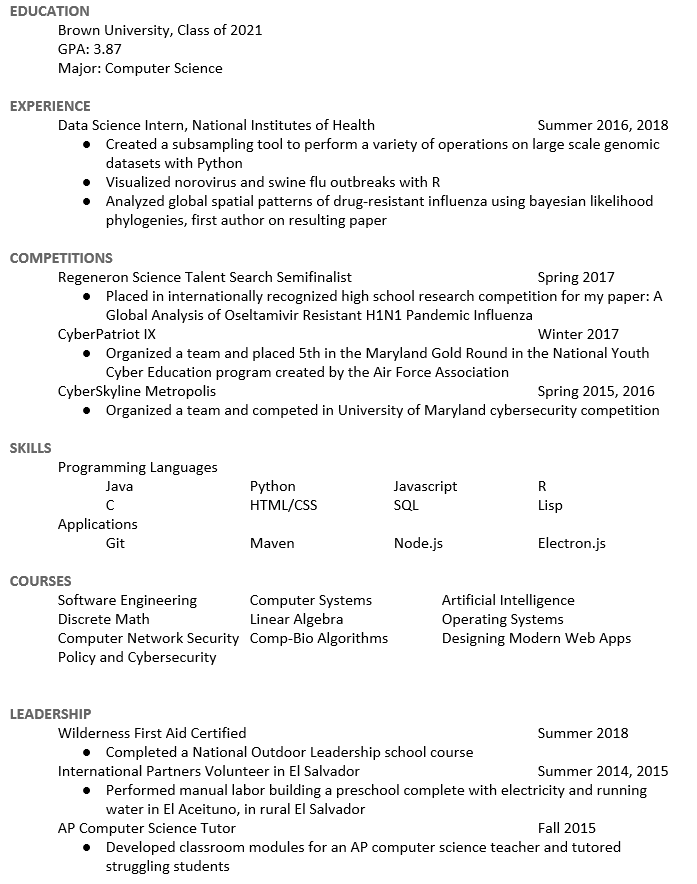 EDUCATION
Brown University, Class of 2021
GPA: 3.87
Major: Computer Science
EXPERIENCE
Data Science Intern, National Institutes of Health Summer 2016, 2018
● Created a subsampling tool to perform a variety of operations on large scale genomic
datasets with Python
● Visualized norovirus and swine flu outbreaks with R
● Analyzed global spatial patterns of drug-resistant influenza using bayesian likelihood
phylogenies, first author on resulting paper
COMPETITIONS
Regeneron Science Talent Search Semifinalist Spring 2017
● Placed in internationally recognized high school research competition for my paper: A
Global Analysis of Oseltamivir Resistant H1N1 Pandemic Influenza
CyberPatriot IX Winter 2017
● Organized a team and placed 5th in the Maryland Gold Round in the National Youth
Cyber Education program created by the Air Force Association
CyberSkyline Metropolis Spring 2015, 2016
● Organized a team and competed in University of Maryland cybersecurity competition
SKILLS
Programming Languages
Java Python Javascript R
C HTML/CSS SQL Lisp
Applications
Git Maven Node.js Electron.js
COURSES
Software Engineering Computer Systems Artificial Intelligence
Discrete Math Linear Algebra Operating Systems
Computer Network Security Comp-Bio Algorithms Designing Modern Web Apps
Policy and Cybersecurity
LEADERSHIP
Wilderness First Aid Certified Summer 2018
● Completed a National Outdoor Leadership school course
International Partners Volunteer in El Salvador Summer 2014, 2015
● Performed manual labor building a preschool complete with electricity and running
water in El Aceituno, in rural El Salvador
AP Computer Science Tutor Fall 2015
● Developed classroom modules for an AP computer science teacher and tutored
struggling students